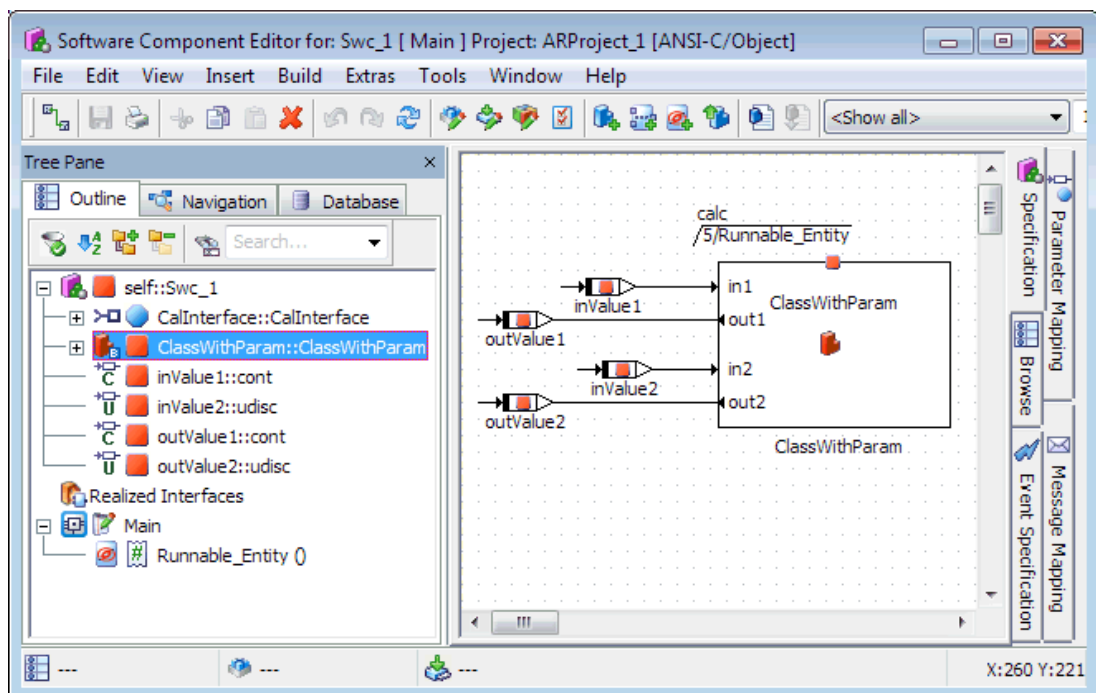 Software Component Editor for: Swc_1 [ Main ] Project: ARProject_1 [ANSI-C/Object]
File Edit View Insert Build Extras Tools Window Help
<Show all>
Tree Pane
Outline Navigation Database
Search...
self::Swc_1
CalInterface::CalInterface
ClassWithParam::ClassWithParam
inValue1::cont
inValue2::udisc
outValue1::cont
outValue2::udisc
Realized Interfaces
Main
Runnable_Entity ()
calc
/5/Runnable_Entity
in1
inValue1
ClassWithParam
out1
outValue1
in2
inValue2
out2
outValue2
ClassWithParam
Specification
Browse
Event Specification
Parameter Mapping
Message Mapping
---
---
---
X:260 Y:221